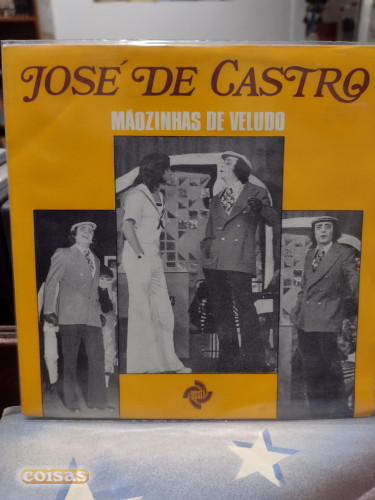 JOSÉ DE CASTRO
MÃOZINHAS DE VELUDO
coisas